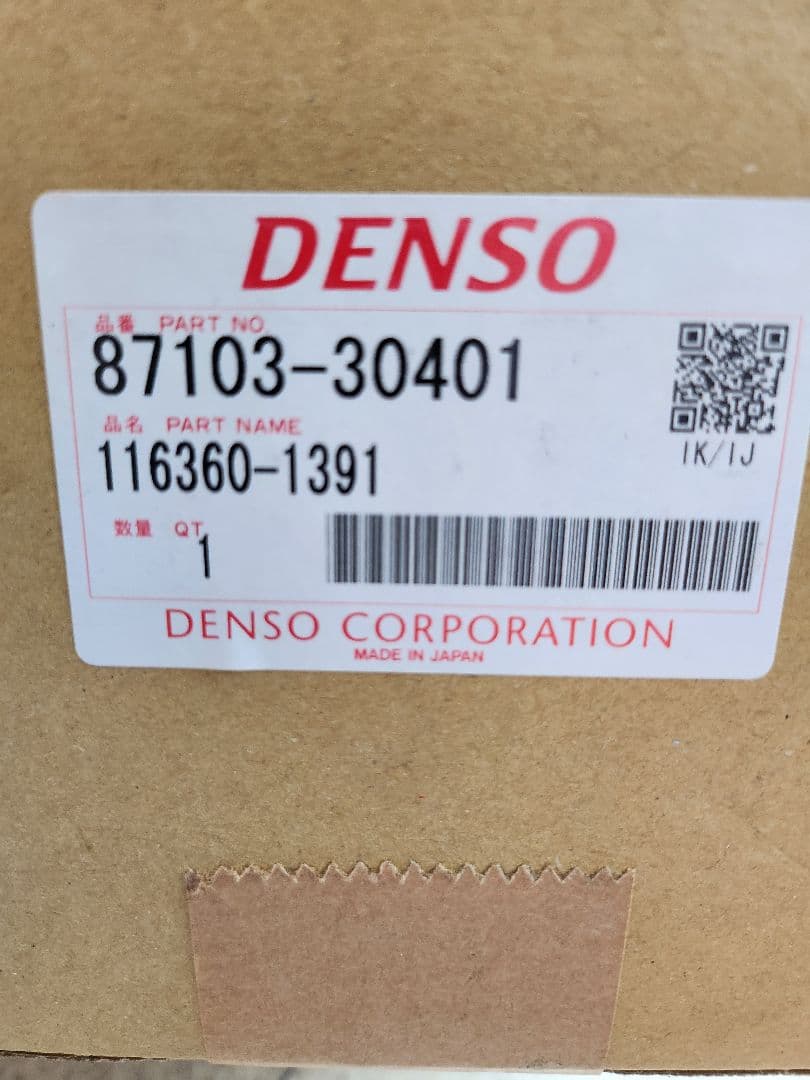 DENSO
品番 PART NO.
87103-30401
品名 PART NAME
116360-1391
IK/IJ
数量 QT.
1
DENSO CORPORATION
MADE IN JAPAN